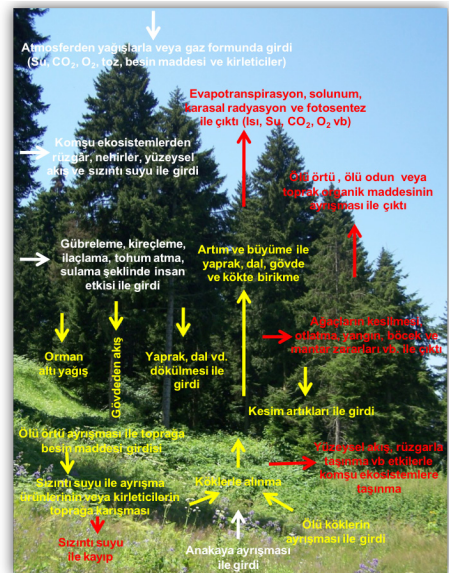 Atmosferden yağışlarla veya gaz formunda girdi
(Su, CO₂, O₂, toz, besin maddesi ve kirleticiler)
Evapotranspirasyon, solunum,
karasal radyasyon ve fotosentez
ile çıktı (Isı, Su, CO₂, O₂ vb)
Komşu ekosistemlerden
rüzgâr, nehirler, yüzeysel
akış ve sızıntı suyu ile girdi
Ölü örtü , ölü odun veya
toprak organik maddesinin
ayrışması ile çıktı
Gübreleme, kireçleme,
ilaçlama, tohum atma,
sulama şeklinde insan
etkisi ile girdi
Artım ve büyüme ile
yaprak, dal, gövde
ve kökte birikme
Ağaçların kesilmesi,
otlatma, yangın, böcek ve
mantar zararları vb. ile çıktı
Orman
altı yağış
Gövdeden akış
Yaprak, dal vd.
dökülmesi ile
girdi
Kesim artıkları ile girdi
Ölü örtü ayrışması ile toprağa
besin maddesi girdisi
Yüzeysel akış, rüzgarla
taşınma vb etkilerle
komşu ekosistemlere
taşınma
Köklerle alınma
Sızıntı suyu ile ayrışma
ürünlerinin veya kirleticilerin
toprağa karışması
Ölü köklerin
ayrışması ile girdi
Sızıntı suyu
ile kayıp
Anakaya ayrışması
ile girdi